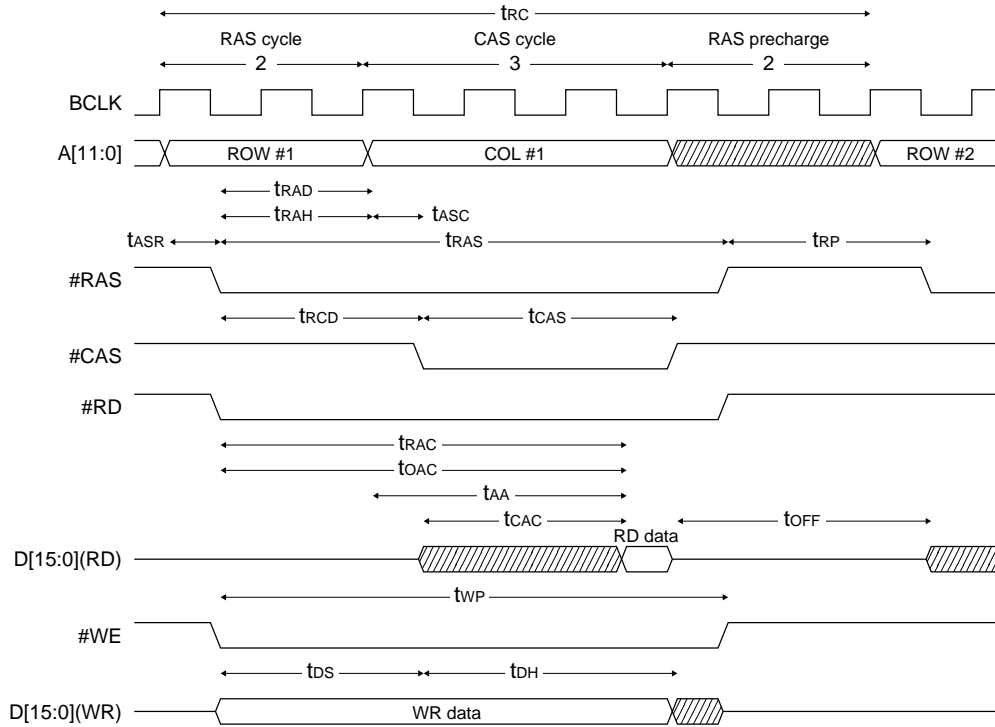 tRC
RAS cycle CAS cycle RAS precharge
2 3 2
BCLK
A[11:0] ROW #1 COL #1 ROW #2
tRAD
tRAH tASC
tASR tRAS tRP
#RAS
tRCD tCAS
#CAS
#RD
tRAC
tOAC
tAA
tCAC tOFF
RD data
D[15:0](RD)
tWP
#WE
tDS tDH
D[15:0](WR) WR data